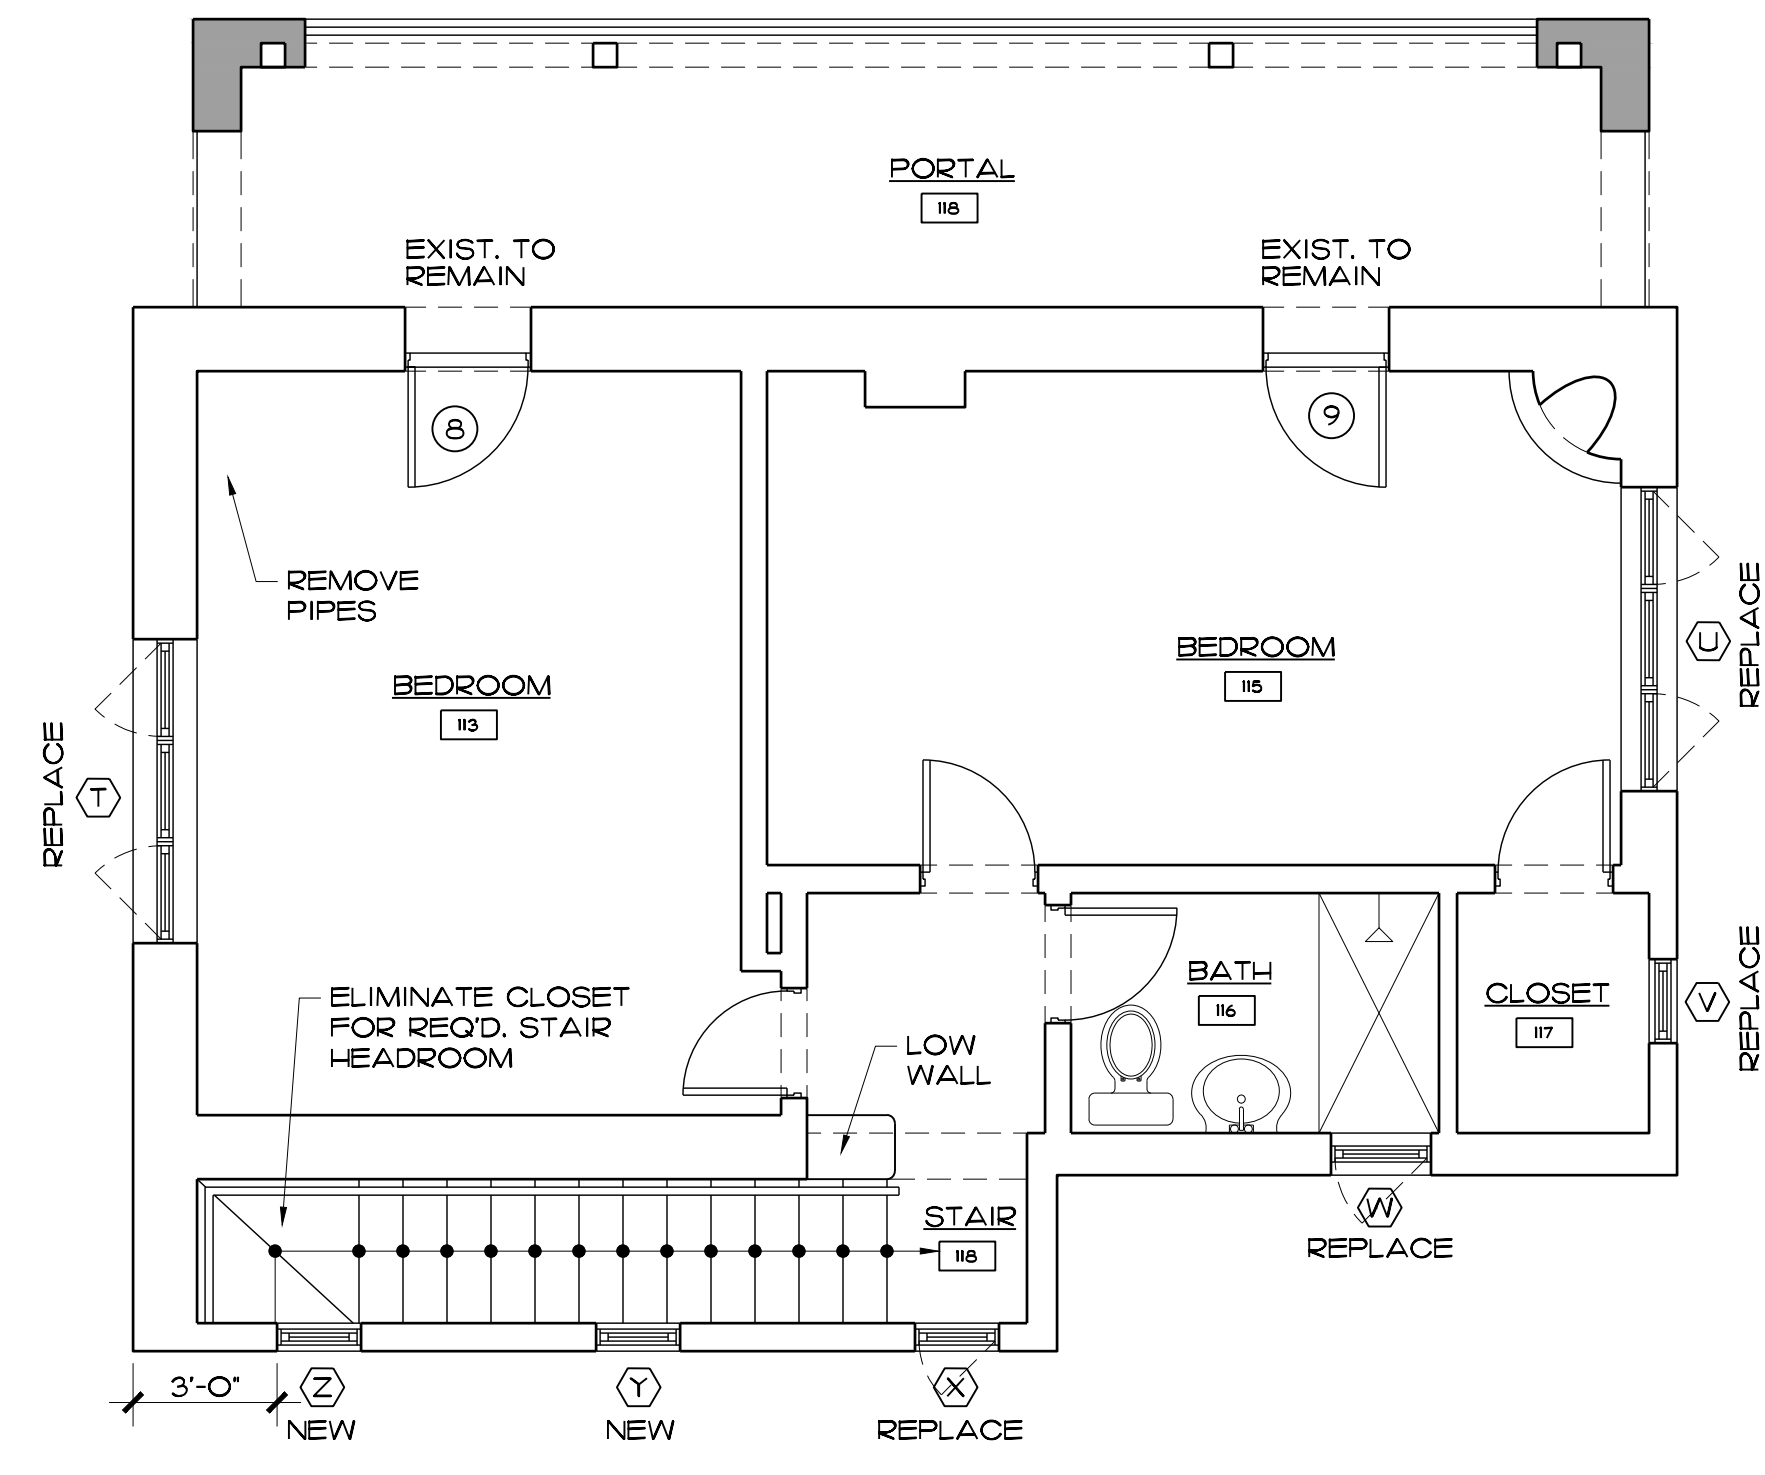 PORTAL
118
EXIST. TO
REMAIN
EXIST. TO
REMAIN
8
9
REMOVE
PIPES
BEDROOM
113
BEDROOM
115
U
REPLACE
REPLACE
T
ELIMINATE CLOSET
FOR REQ'D. STAIR
HEADROOM
LOW
WALL
BATH
116
CLOSET
117
V
REPLACE
STAIR
118
W
REPLACE
3'-0"
Z
NEW
Y
NEW
X
REPLACE